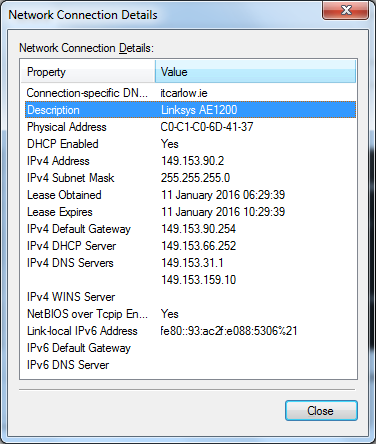 Network Connection Details
Network Connection Details:
Property Value
Connection-specific DN... itcarlow.ie
Description Linksys AE1200
Physical Address C0-C1-C0-6D-41-37
DHCP Enabled Yes
IPv4 Address 149.153.90.2
IPv4 Subnet Mask 255.255.255.0
Lease Obtained 11 January 2016 06:29:39
Lease Expires 11 January 2016 10:29:39
IPv4 Default Gateway 149.153.90.254
IPv4 DHCP Server 149.153.66.252
IPv4 DNS Servers 149.153.31.1
149.153.159.10
IPv4 WINS Server
NetBIOS over Tcpip En... Yes
Link-local IPv6 Address fe80::93:ac2f:e088:5306%21
IPv6 Default Gateway
IPv6 DNS Server
Close